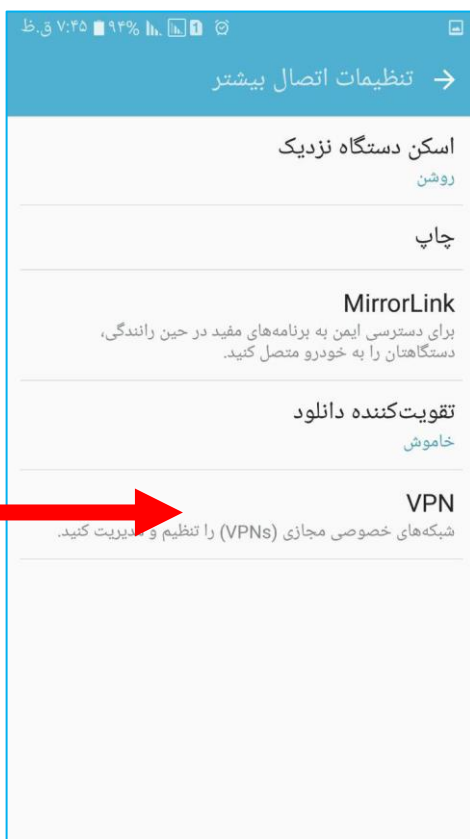 ۷:۴۵ ق.ظ ۹۴% 1
تنظیمات اتصال بیشتر
اسکن دستگاه نزدیک
روشن
چاپ
MirrorLink
برای دسترسی ایمن به برنامه‌های مفید در حین رانندگی،
دستگاهتان را به خودرو متصل کنید.
تقویت‌کننده دانلود
خاموش
VPN
شبکه‌های خصوصی مجازی (VPNs) را تنظیم و مدیریت کنید.